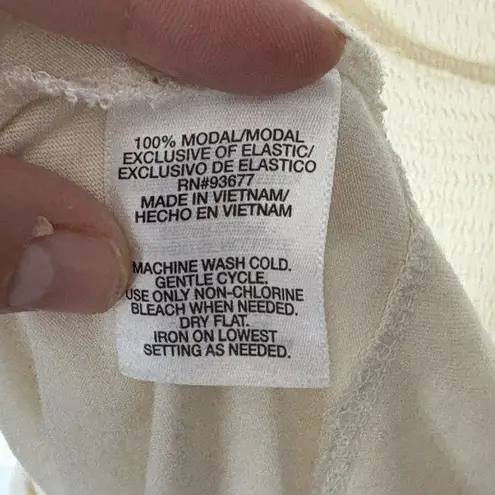 100% MODAL/MODAL
EXCLUSIVE OF ELASTIC/
EXCLUSIVO DE ELASTICO
RN#93677
MADE IN VIETNAM/
HECHO EN VIETNAM
MACHINE WASH COLD.
GENTLE CYCLE.
USE ONLY NON-CHLORINE
BLEACH WHEN NEEDED.
DRY FLAT.
IRON ON LOWEST
SETTING AS NEEDED.